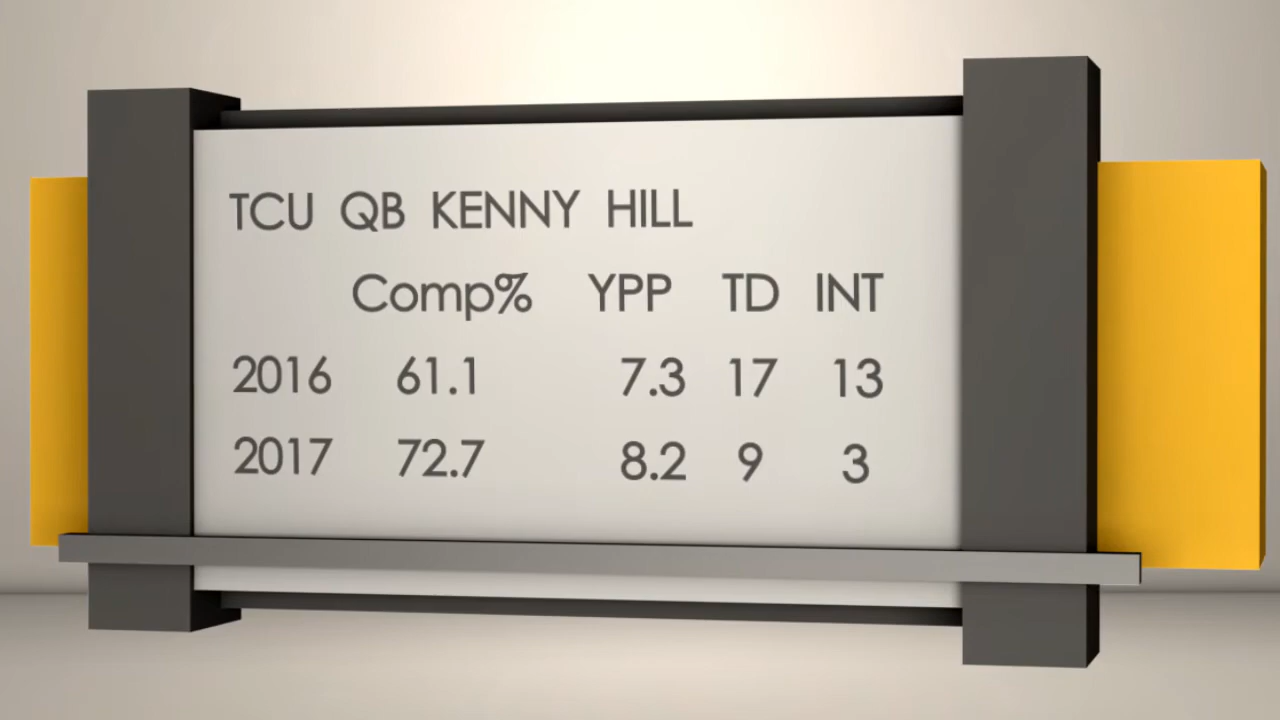 TCU QB KENNY HILL
Comp% YPP TD INT
2016 61.1 7.3 17 13
2017 72.7 8.2 9 3